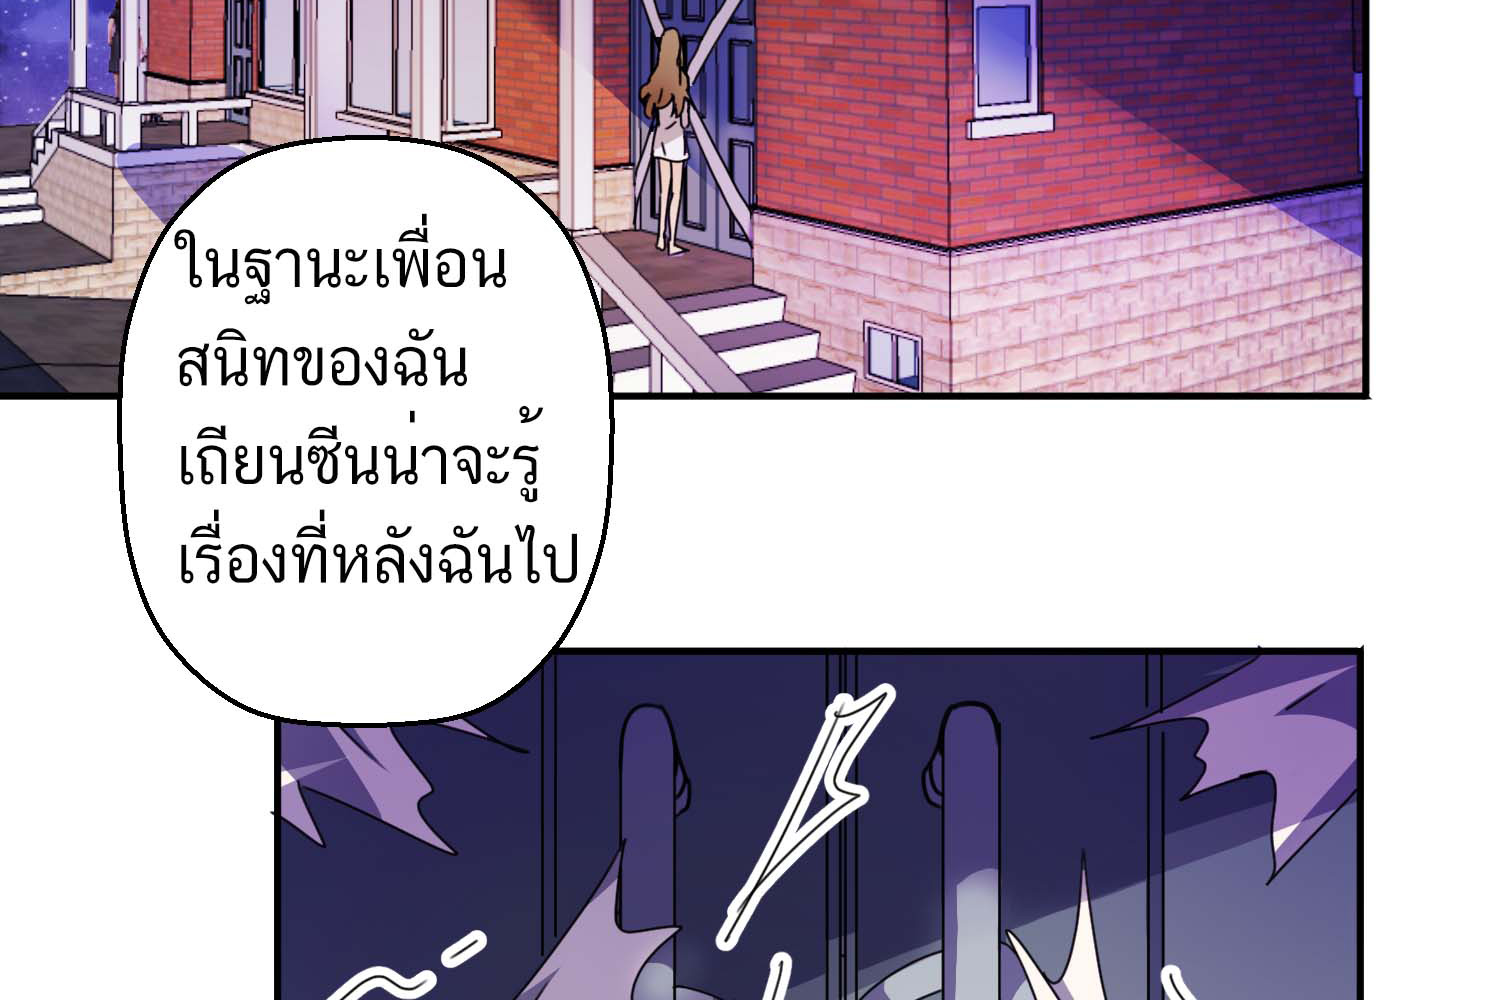 ในฐานะเพื่อน
สนิทของฉัน
เถียนซีนน่าจะรู้
เรื่องที่หลังฉันไป